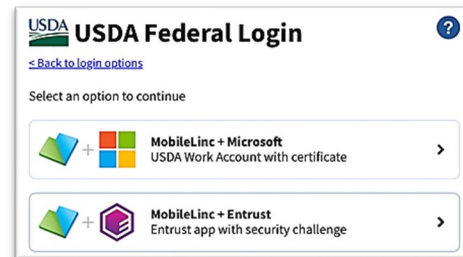 USDA
USDA Federal Login
?
< Back to login options
Select an option to continue
+
MobileLinc + Microsoft
USDA Work Account with certificate
>
+
MobileLinc + Entrust
Entrust app with security challenge
>